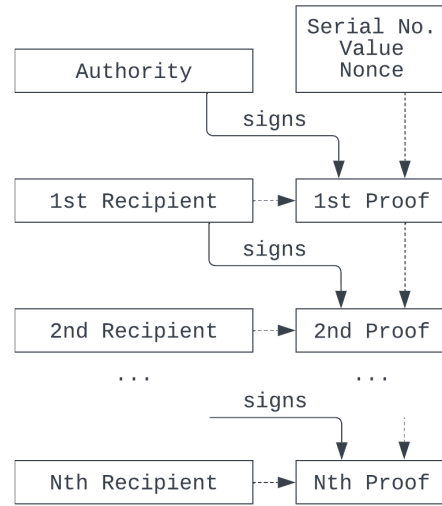 Serial No.
Value
Nonce
Authority
signs
1st Recipient
1st Proof
signs
2nd Recipient
2nd Proof
... ...
signs
Nth Recipient
Nth Proof